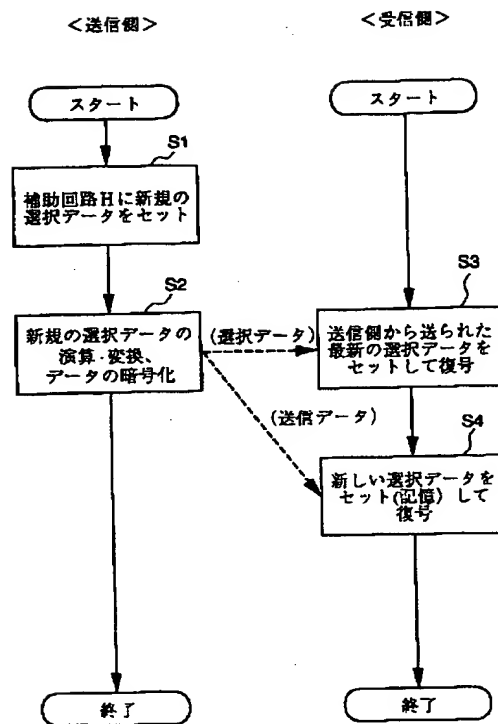 <送信側>
<受信側>
スタート
スタート
S1
補助回路Hに新規の
選択データをセット
S2
新規の選択データの
演算・変換、
データの暗号化
(選択データ)
(送信データ)
S3
送信側から送られた
最新の選択データを
セットして復号
S4
新しい選択データを
セット(記憶)して
復号
終了
終了